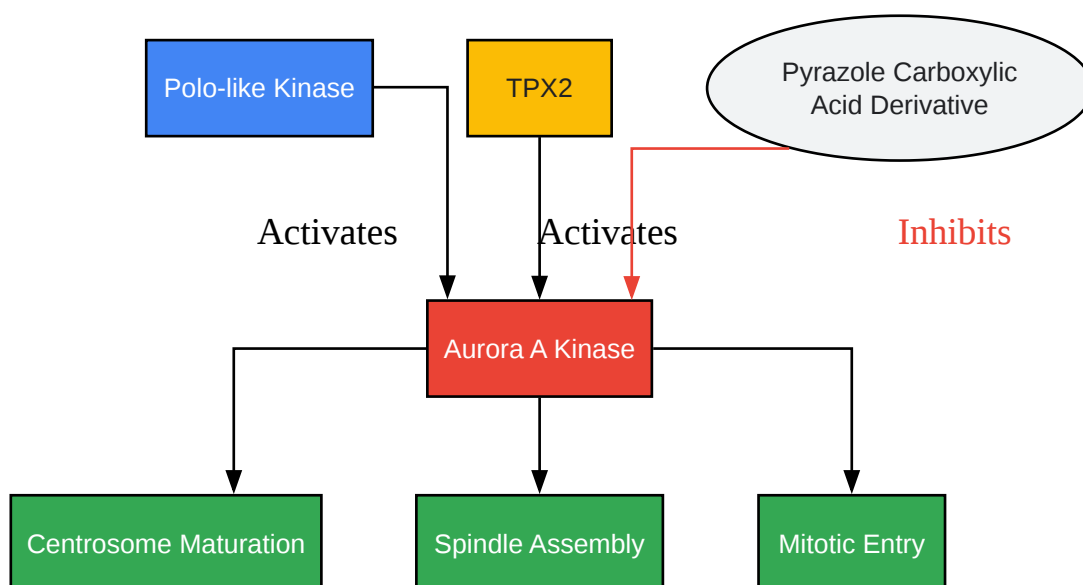 Polo-like Kinase
TPX2
Pyrazole Carboxylic
Acid Derivative
Activates
Activates
Inhibits
Aurora A Kinase
Centrosome Maturation
Spindle Assembly
Mitotic Entry